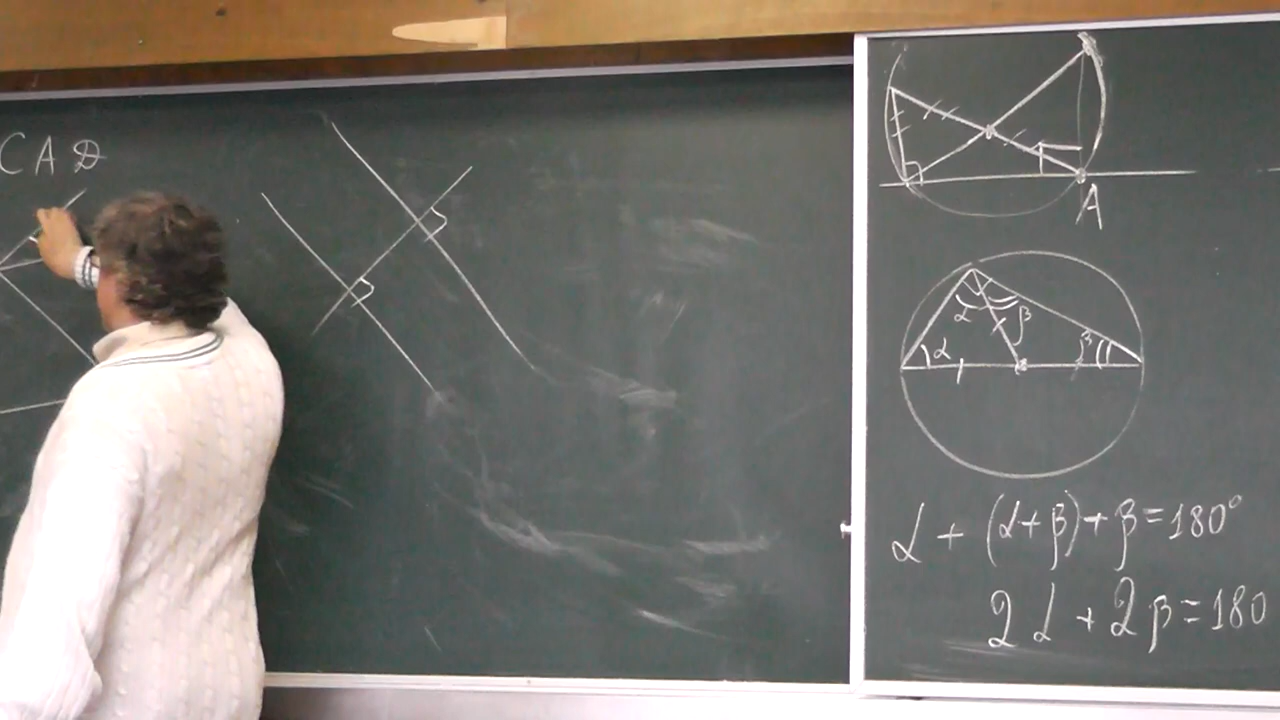 C A D
A
α β
α β
α + (α+β) + β = 180°
2α + 2β = 180